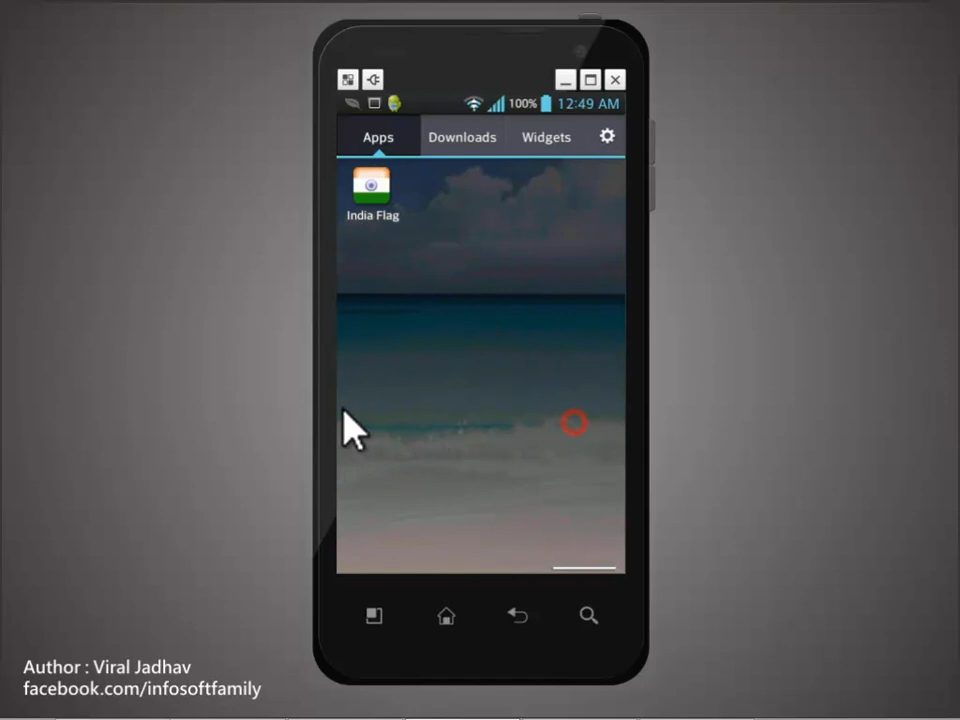 100% 12:49 AM
Apps Downloads Widgets
India Flag
Author : Viral Jadhav
facebook.com/infosoftfamily